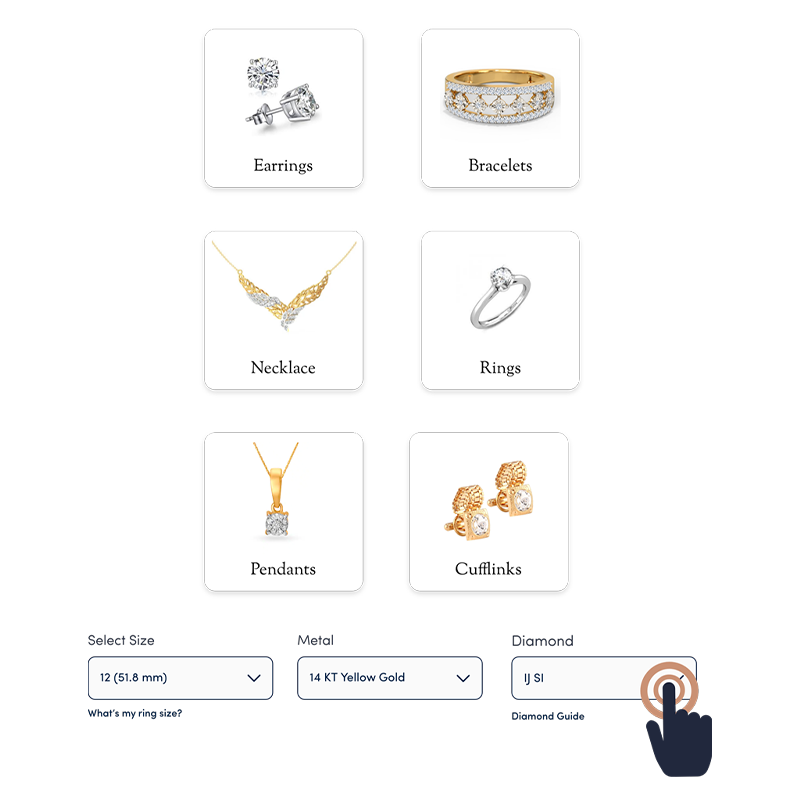 Earrings
Bracelets
Necklace
Rings
Pendants
Cufflinks
Select Size
Metal
Diamond
12 (51.8 mm)
14 KT Yellow Gold
IJ SI
What's my ring size?
Diamond Guide